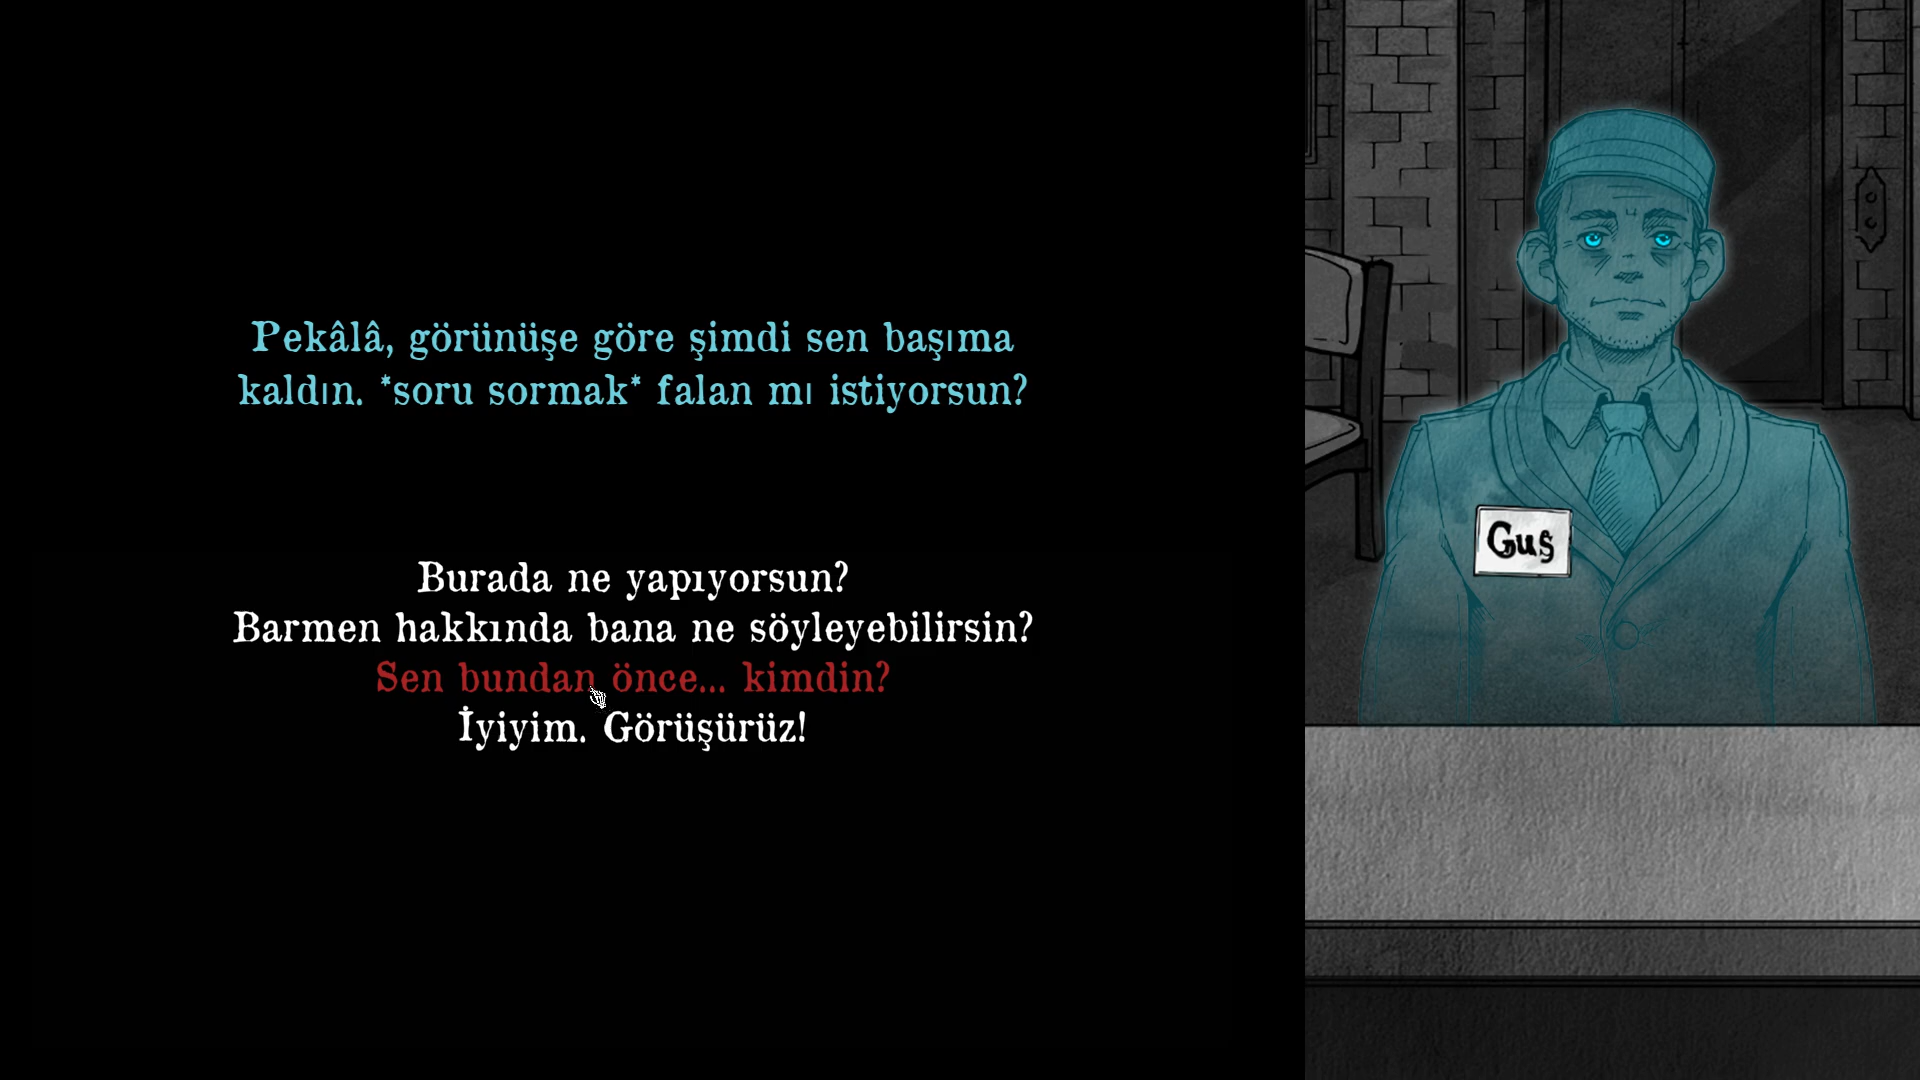 Pekâlâ, görünüşe göre şimdi sen başıma
kaldın. *soru sormak* falan mı istiyorsun?
Burada ne yapıyorsun?
Barmen hakkında bana ne söyleyebilirsin?
Sen bundan önce... kimdin?
İyiyim. Görüşürüz!
Guş